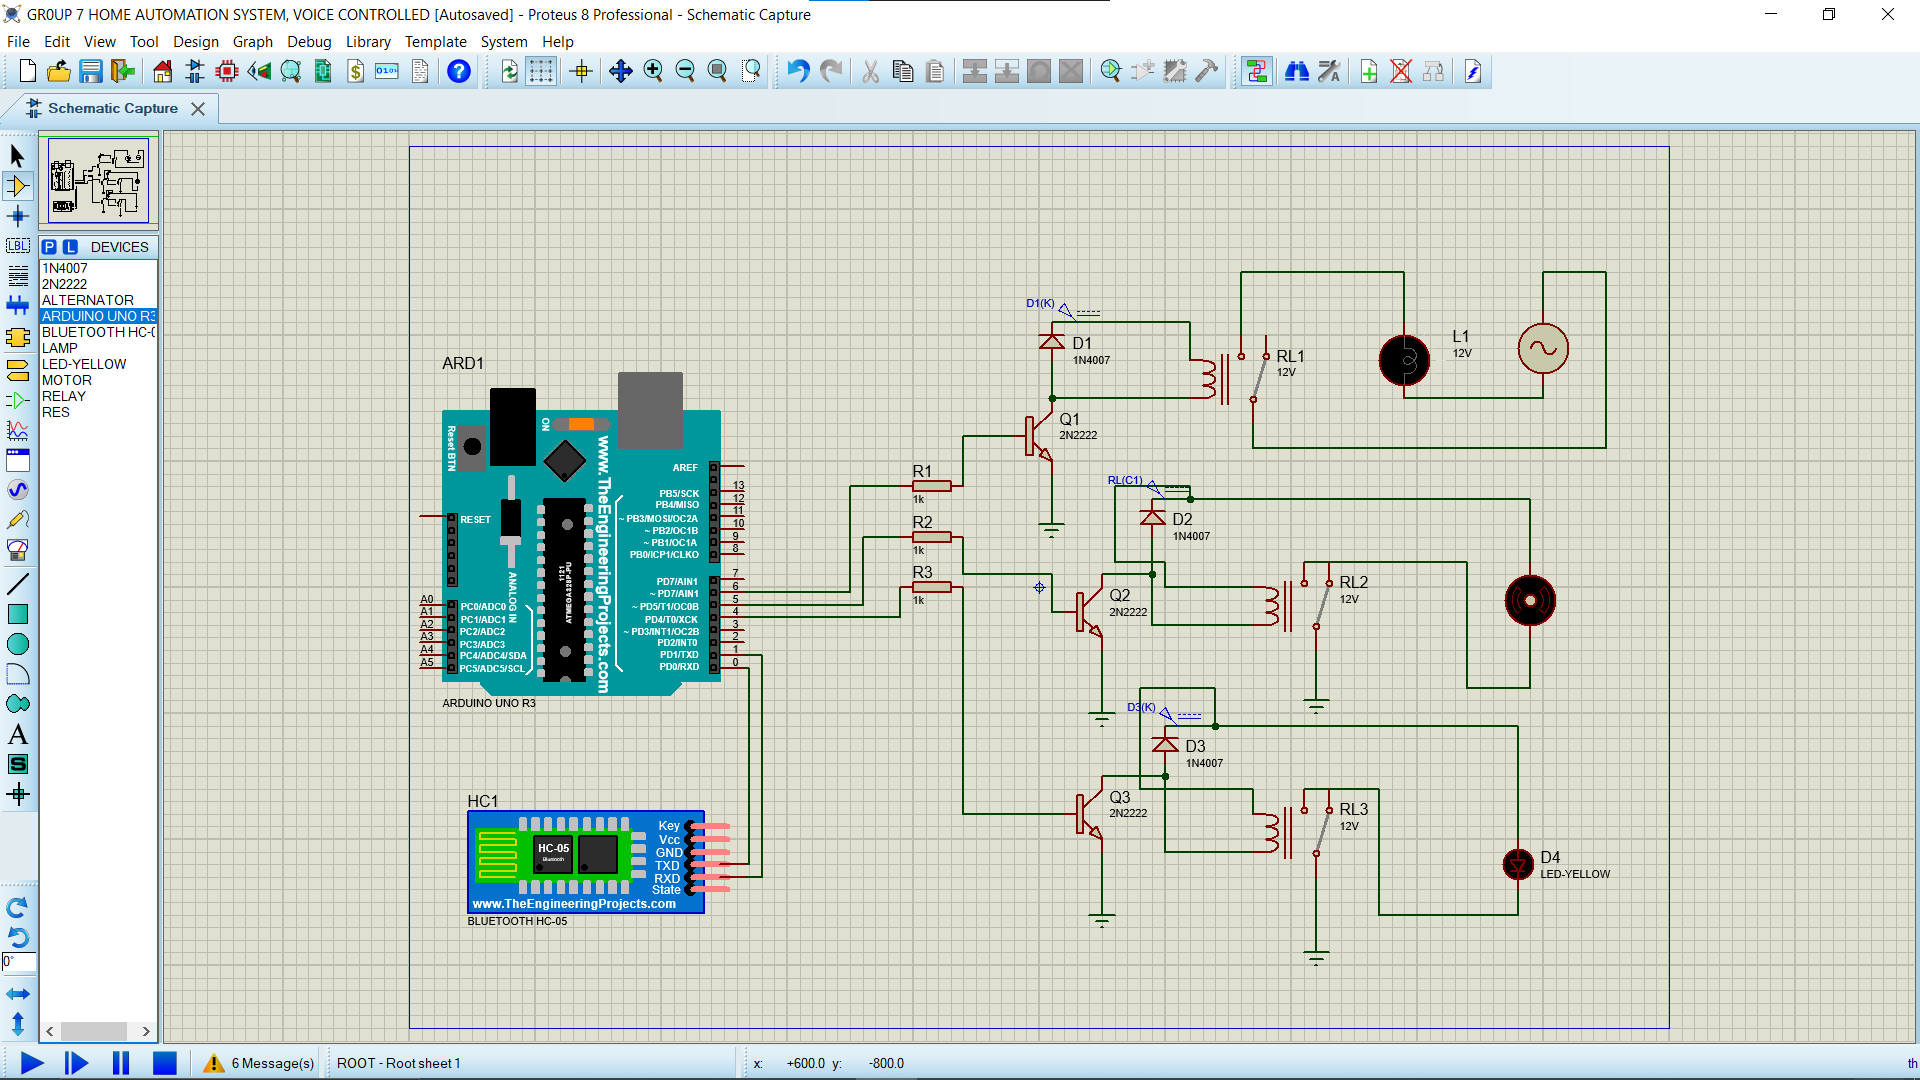 GR0UP 7 HOME AUTOMATION SYSTEM, VOICE CONTROLLED [Autosaved] - Proteus 8 Professional - Schematic Capture
File Edit View Tool Design Graph Debug Library Template System Help
Schematic Capture
P L DEVICES
1N4007
2N2222
ALTERNATOR
ARDUINO UNO R3
BLUETOOTH HC-0
LAMP
LED-YELLOW
MOTOR
RELAY
RES
LBL
A
S
0°
ARD1
ON
Reset BTN
www.TheEngineeringProjects.com
AREF
PB5/SCK 13
PB4/MISO 12
~ PB3/MOSI/OC2A 11
~ PB2/OC1B 10
~ PB1/OC1A 9
PB0/ICP1/CLKO 8
RESET
ANALOG IN
1121
ATMEGA328P-PU
PD7/AIN1 7
~ PD7/AIN1 6
~ PD5/T1/OC0B 5
PD4/T0/XCK 4
~ PD3/INT1/OC2B 3
PD2/INT0 2
PD1/TXD 1
PD0/RXD 0
A0 PC0/ADC0
A1 PC1/ADC1
A2 PC2/ADC2
A3 PC3/ADC3
A4 PC4/ADC4/SDA
A5 PC5/ADC5/SCL
ARDUINO UNO R3
HC1
HC-05
Bluetooth
Key
Vcc
GND
TXD
RXD
State
www.TheEngineeringProjects.com
BLUETOOTH HC-05
R1
1k
R2
1k
R3
1k
D1(K)
D1
1N4007
Q1
2N2222
RL1
12V
L1
12V
RL(C1)
D2
1N4007
Q2
2N2222
RL2
12V
D3(K)
D3
1N4007
Q3
2N2222
RL3
12V
D4
LED-YELLOW
6 Message(s) ROOT - Root sheet 1 x: +600.0 y: -800.0 th